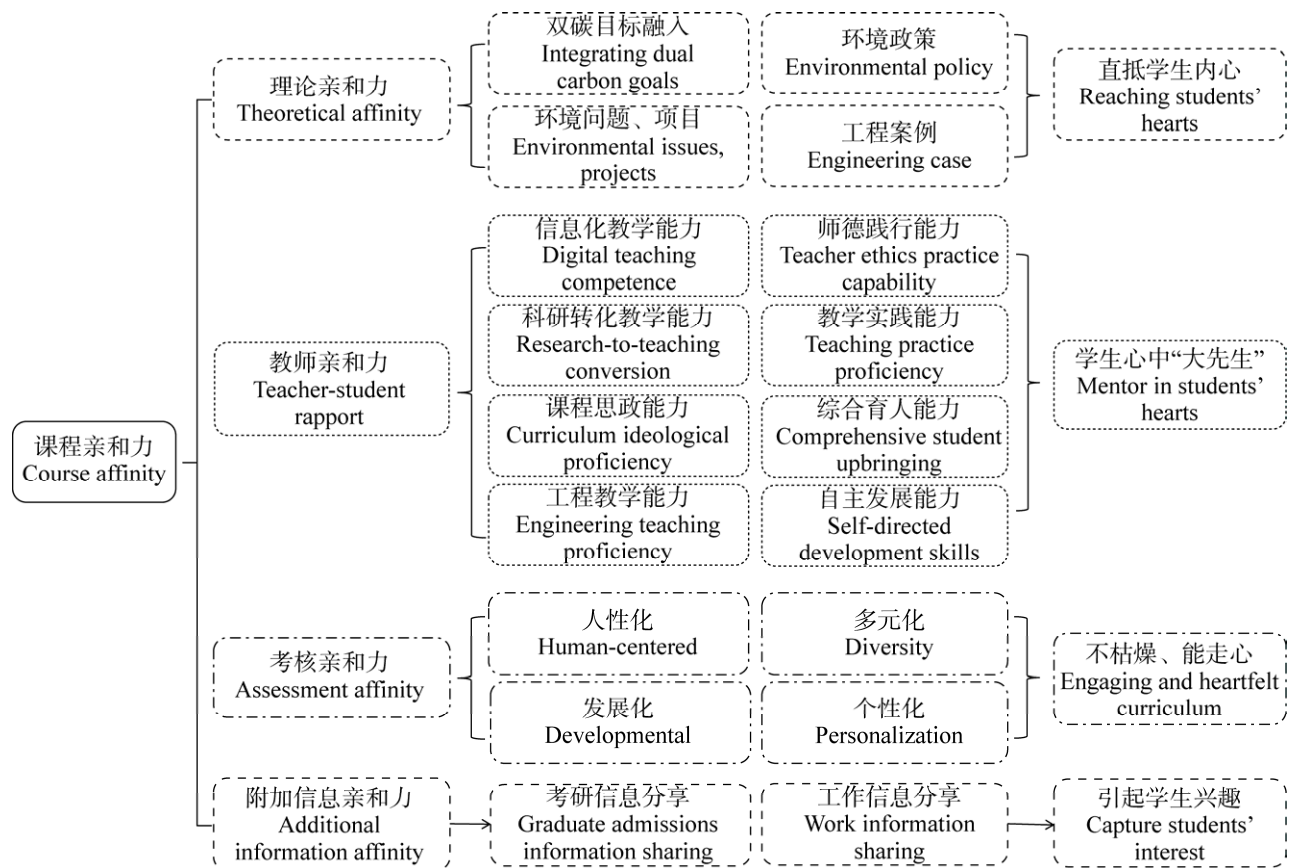 课程亲和力
Course affinity
理论亲和力
Theoretical affinity
双碳目标融入
Integrating dual
carbon goals
环境政策
Environmental policy
环境问题、项目
Environmental issues,
projects
工程案例
Engineering case
直抵学生内心
Reaching students’
hearts
教师亲和力
Teacher-student
rapport
信息化教学能力
Digital teaching
competence
师德践行能力
Teacher ethics practice
capability
科研转化教学能力
Research-to-teaching
conversion
教学实践能力
Teaching practice
proficiency
课程思政能力
Curriculum ideological
proficiency
综合育人能力
Comprehensive student
upbringing
工程教学能力
Engineering teaching
proficiency
自主发展能力
Self-directed
development skills
学生心中“大先生”
Mentor in students’
hearts
考核亲和力
Assessment affinity
人性化
Human-centered
多元化
Diversity
发展化
Developmental
个性化
Personalization
不枯燥、能走心
Engaging and heartfelt
curriculum
附加信息亲和力
Additional
information affinity
考研信息分享
Graduate admissions
information sharing
工作信息分享
Work information
sharing
引起学生兴趣
Capture students’
interest